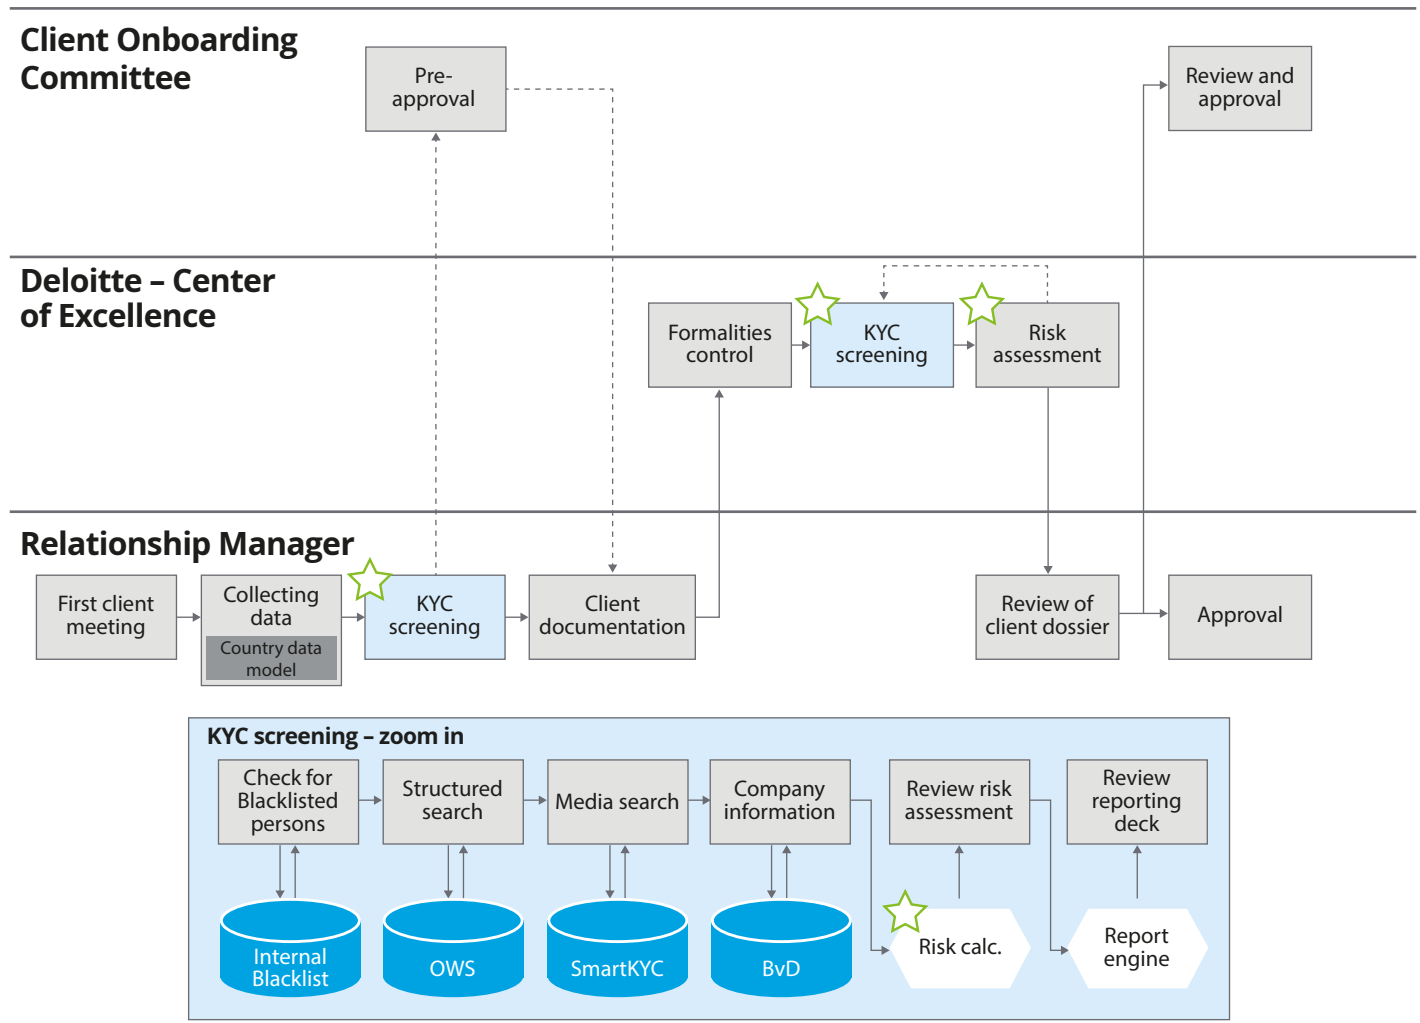 Client Onboarding
Committee
Pre-
approval
Review and
approval
Deloitte – Center
of Excellence
Formalities
control
KYC
screening
Risk
assessment
Relationship Manager
First client
meeting
Collecting
data
Country data
model
KYC
screening
Client
documentation
Review of
client dossier
Approval
KYC screening – zoom in
Check for
Blacklisted
persons
Structured
search
Media search
Company
information
Review risk
assessment
Review
reporting
deck
Internal
Blacklist
OWS
SmartKYC
BvD
Risk calc.
Report
engine